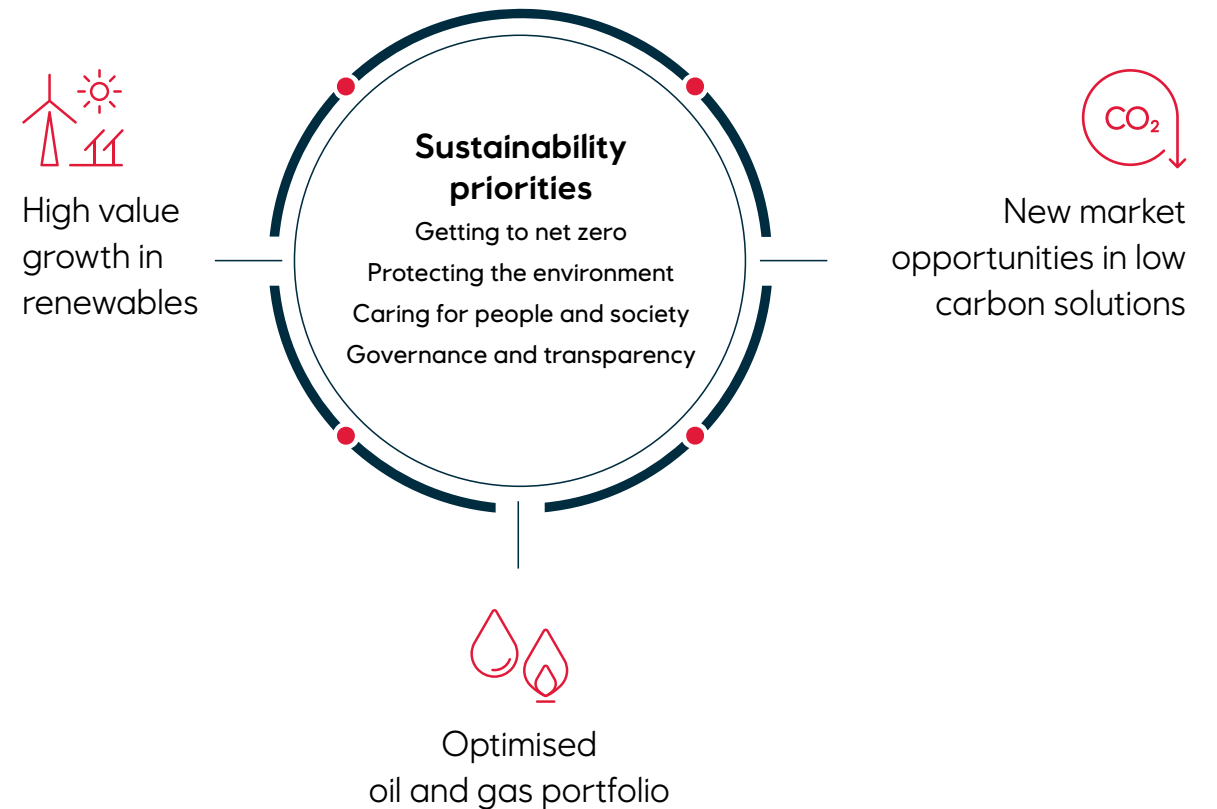 Sustainability
priorities
Getting to net zero
Protecting the environment
Caring for people and society
Governance and transparency
High value
growth in
renewables
CO₂
New market
opportunities in low
carbon solutions
Optimised
oil and gas portfolio